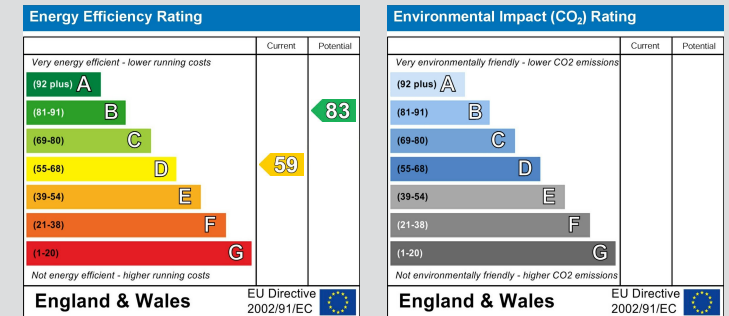 Energy Efficiency Rating
Current Potential
Very energy efficient - lower running costs
(92 plus) A
(81-91) B
83
(69-80) C
(55-68) D
59
(39-54) E
(21-38) F
(1-20) G
Not energy efficient - higher running costs
England & Wales
EU Directive
2002/91/EC
Environmental Impact (CO₂) Rating
Current Potential
Very environmentally friendly - lower CO2 emissions
(92 plus) A
(81-91) B
(69-80) C
(55-68) D
(39-54) E
(21-38) F
(1-20) G
Not environmentally friendly - higher CO2 emissions
England & Wales
EU Directive
2002/91/EC